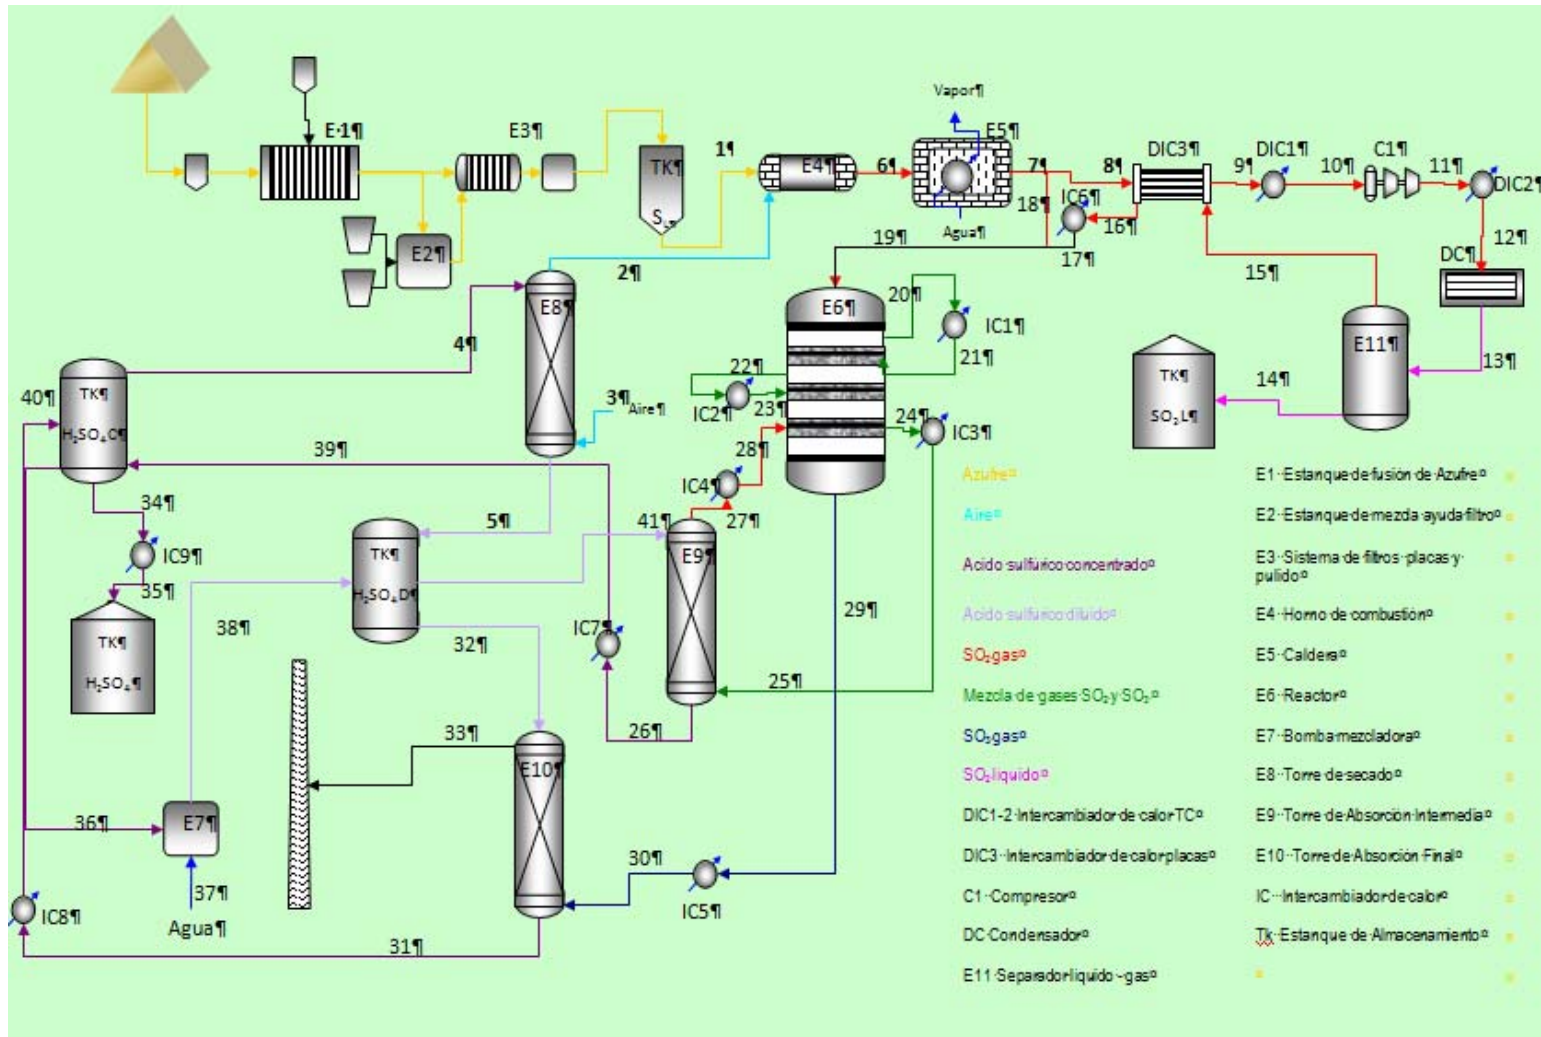 Vapor¶
E·1¶
E3¶
E5¶
DIC3¶
DIC1¶
C1¶
TK¶
1¶
E4¶
6¶
7¶
8¶
9¶
10¶
11¶
DIC2¶
IC6¶
18¶
16¶
12¶
E2¶
Agua¶
19¶
17¶
DC¶
2¶
15¶
E8¶
E6¶
20¶
IC1¶
4¶
21¶
E11¶
13¶
22¶
TK¶
14¶
SO₂L¶
40¶
TK¶
H₂SO₄C¶
3¶
Aire¶
IC2¶
23¶
24¶
IC3¶
39¶
28¶
IC4¶
34¶
5¶
41¶
27¶
IC9¶
TK¶
H₂SO₄D¶
E9¶
35¶
38¶
29¶
TK¶
H₂SO₄¶
32¶
IC7¶
25¶
33¶
26¶
E10¶
36¶
E7¶
30¶
37¶
IC8¶
Agua¶
IC5¶
31¶
Azufre¤
E1··Estanque·de·fusión·de·Azufre¤
Aire¤
E2··Estanque·de·mezcla·ayuda·filtro¤
Acido·sulfurico·concentrado¤
E3··Sistema·de·filtros··placas·y·
pulido¤
Acido·sulfurico·diluido¤
E4··Horno·de·combustión¤
SO₂gas¤
E5··Caldera¤
Mezcla·de·gases·SO₂·y·SO₃¤
E6··Reactor¤
SO₃gas¤
E7··Bomba·mezcladora¤
SO₂liquido¤
E8··Torre·de·secado¤
DIC1-2·Intercambiador·de·calor·TC¤
E9··Torre·de·Absorción·Intermedia¤
DIC3··Intercambiador·de·calor·placas¤
E10··Torre·de·Absorción·Final¤
C1··Compresor¤
IC···Intercambiador·de·calor¤
DC·Condensador¤
Tk··Estanque·de·Almacenamiento¤
E11·Separador·liquido·-·gas¤